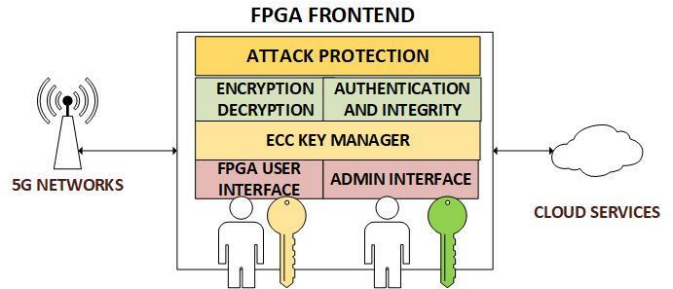 FPGA FRONTEND
ATTACK PROTECTION
ENCRYPTION
DECRYPTION
AUTHENTICATION
AND INTEGRITY
ECC KEY MANAGER
FPGA USER
INTERFACE
ADMIN INTERFACE
5G NETWORKS
CLOUD SERVICES